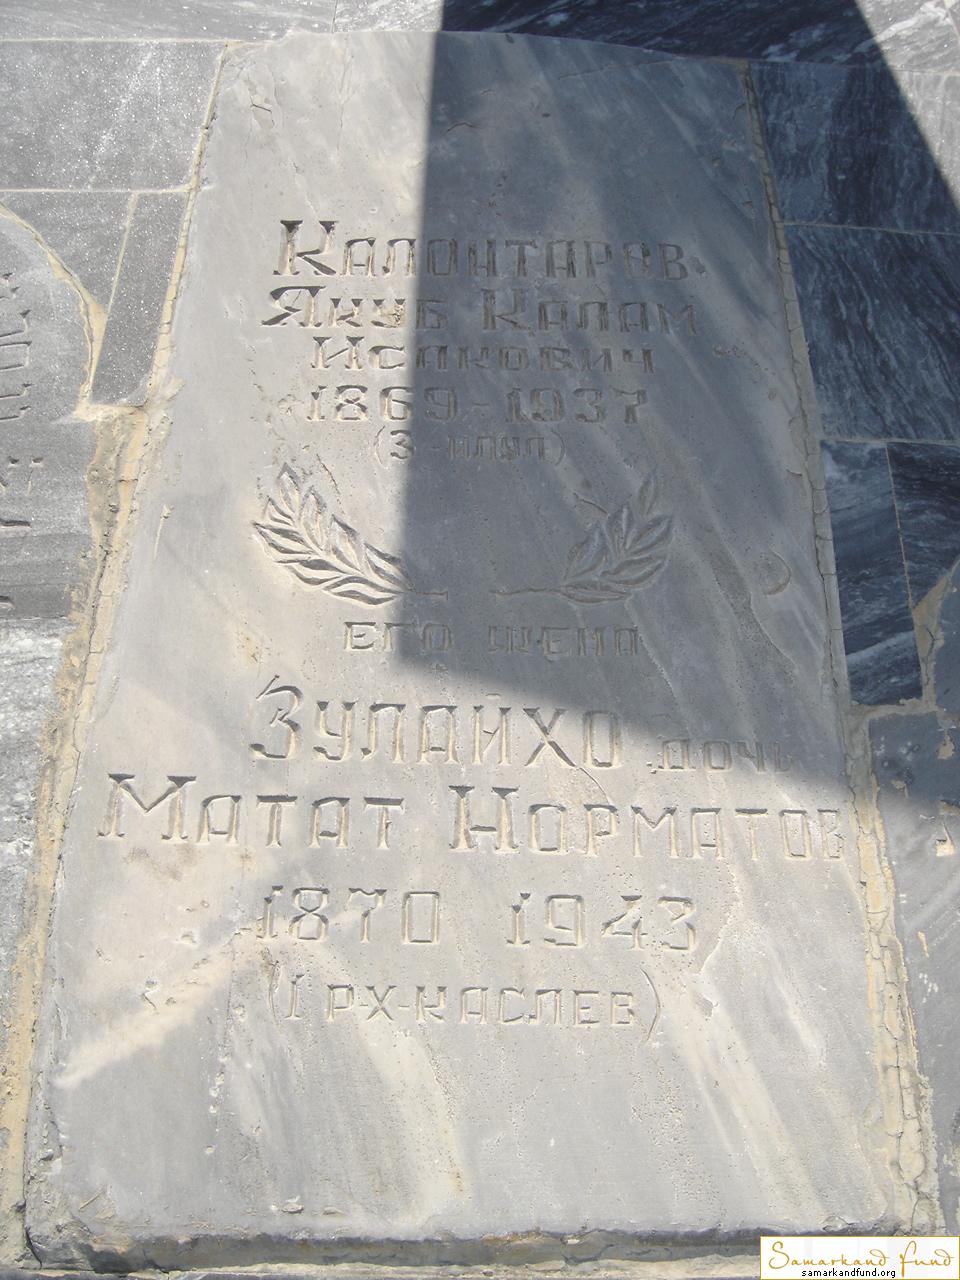 Калонтаров
Якуб Калам
Исакович
1869-1937
(3-илул)
его жена
Зулайхо дочь
Матат Норматов
1870 1943
(1 рх-каслев)
Samarkand fund
samarkandfund.org